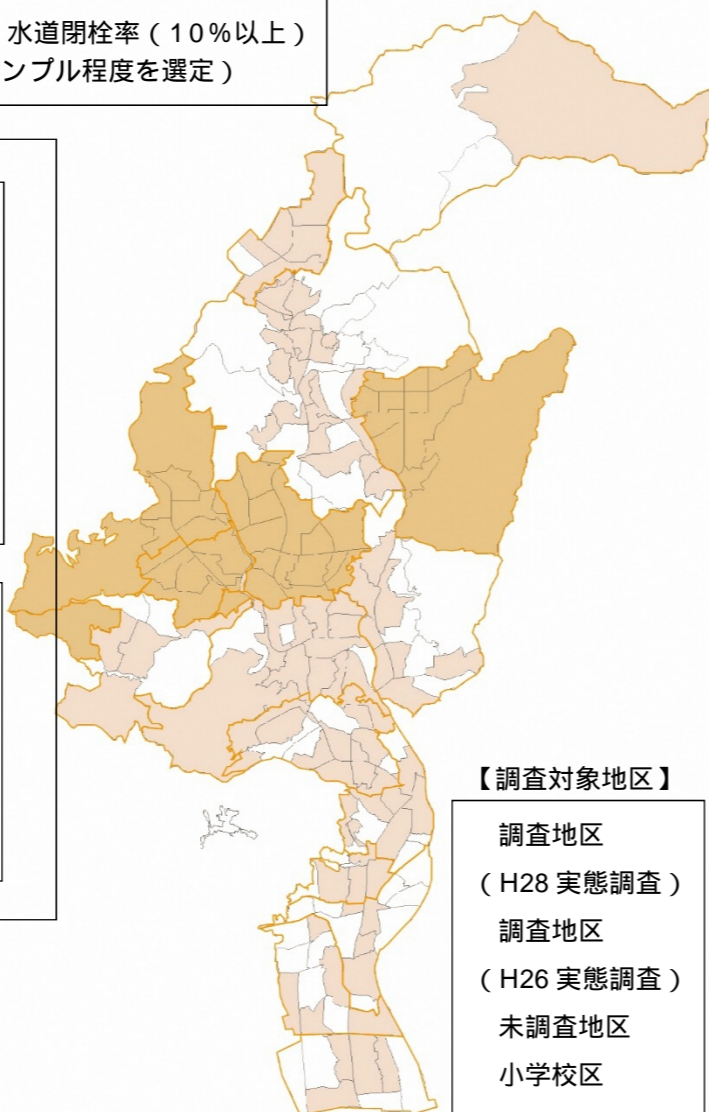 水道閉栓率（10％以上）
ンプル程度を選定）
【調査対象地区】
調査地区
（H28 実態調査）
調査地区
（H26 実態調査）
未調査地区
小学校区